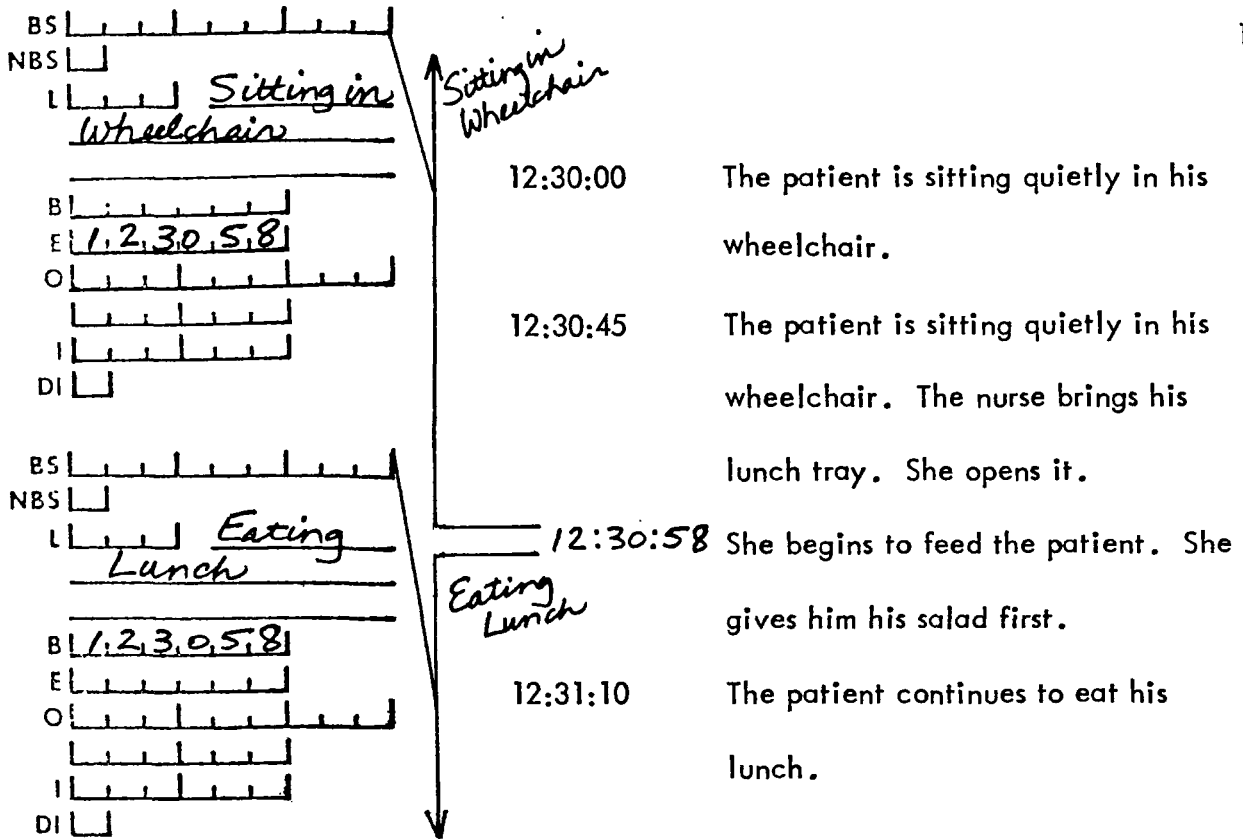 BS
NBS
L Sitting in
Wheelchair
B
E 1 2 3 0 5 8
O
I
DI
BS
NBS
L Eating
Lunch
B 1 2 3 0 5 8
E
O
I
DI
Sitting in
Wheelchair
Eating
Lunch
12:30:00 The patient is sitting quietly in his
wheelchair.
12:30:45 The patient is sitting quietly in his
wheelchair. The nurse brings his
lunch tray. She opens it.
12:30:58 She begins to feed the patient. She
gives him his salad first.
12:31:10 The patient continues to eat his
lunch.